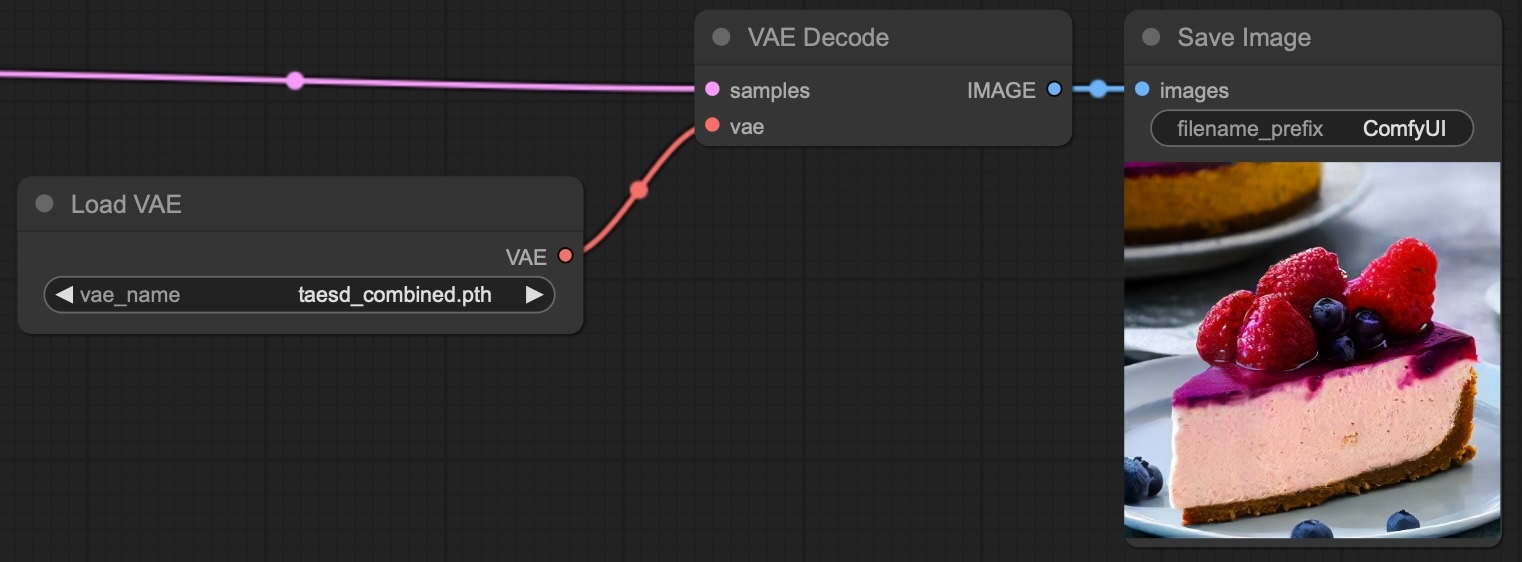 VAE Decode
samples
IMAGE
vae
Save Image
images
filename_prefix ComfyUI
Load VAE
VAE
vae_name taesd_combined.pth